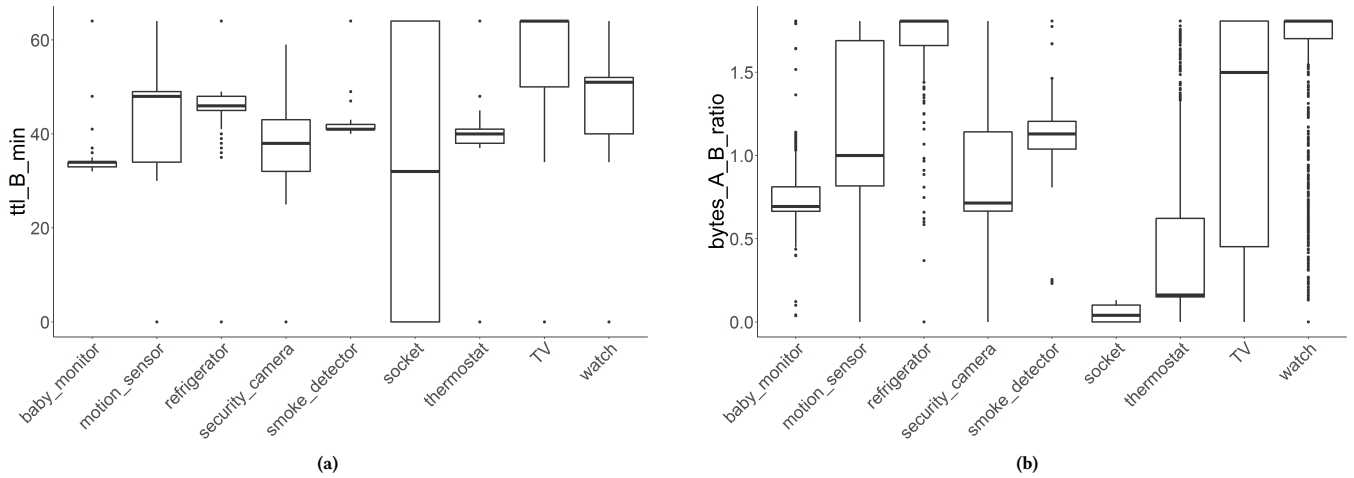 ttl_B_min
60
40
20
0
baby_monitor
motion_sensor
refrigerator
security_camera
smoke_detector
socket
thermostat
TV
watch
(a)
bytes_A_B_ratio
1.5
1.0
0.5
0.0
baby_monitor
motion_sensor
refrigerator
security_camera
smoke_detector
socket
thermostat
TV
watch
(b)